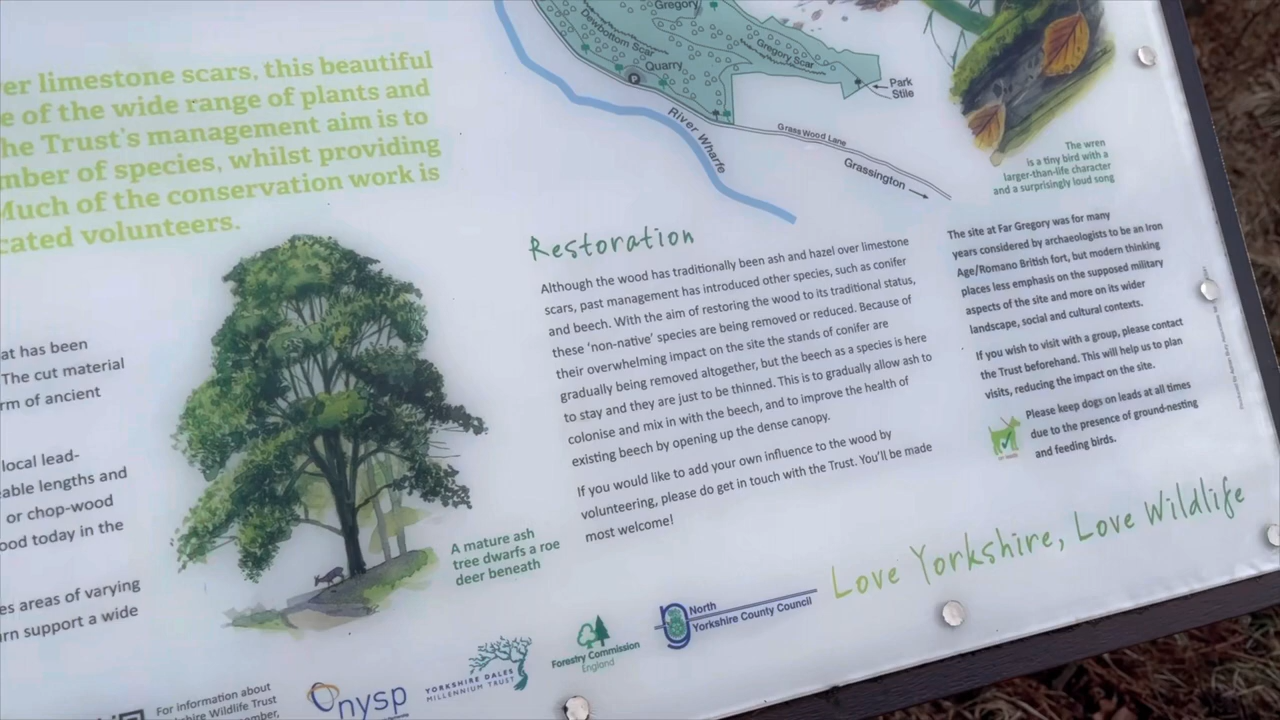 er limestone scars, this beautiful
e of the wide range of plants and
he Trust's management aim is to
mber of species, whilst providing
Much of the conservation work is
cated volunteers.
Gregory
Dewbottom Scar
Gregory Scar
Quarry
P
Park
Stile
River Wharfe
Grass Wood Lane
Grassington
The wren
is a tiny bird with a
larger-than-life character
and a surprisingly loud song
at has been
The cut material
rm of ancient
local lead-
able lengths and
or chop-wood
ood today in the
es areas of varying
rn support a wide
A mature ash
tree dwarfs a roe
deer beneath
Restoration
Although the wood has traditionally been ash and hazel over limestone
scars, past management has introduced other species, such as conifer
and beech. With the aim of restoring the wood to its traditional status,
these 'non-native' species are being removed or reduced. Because of
their overwhelming impact on the site the stands of conifer are
gradually being removed altogether, but the beech as a species is here
to stay and they are just to be thinned. This is to gradually allow ash to
colonise and mix in with the beech, and to improve the health of
existing beech by opening up the dense canopy.
If you would like to add your own influence to the wood by
volunteering, please do get in touch with the Trust. You'll be made
most welcome!
The site at Far Gregory was for many
years considered by archaeologists to be an Iron
Age/Romano British fort, but modern thinking
places less emphasis on the supposed military
aspects of the site and more on its wider
landscape, social and cultural contexts.
If you wish to visit with a group, please contact
the Trust beforehand. This will help us to plan
visits, reducing the impact on the site.
Please keep dogs on leads at all times
due to the presence of ground-nesting
and feeding birds.
Love Yorkshire, Love Wildlife
For information about
shire Wildlife Trust
mber,
nysp
YORKSHIRE DALES
MILLENNIUM TRUST
Forestry Commission
England
North
Yorkshire County Council